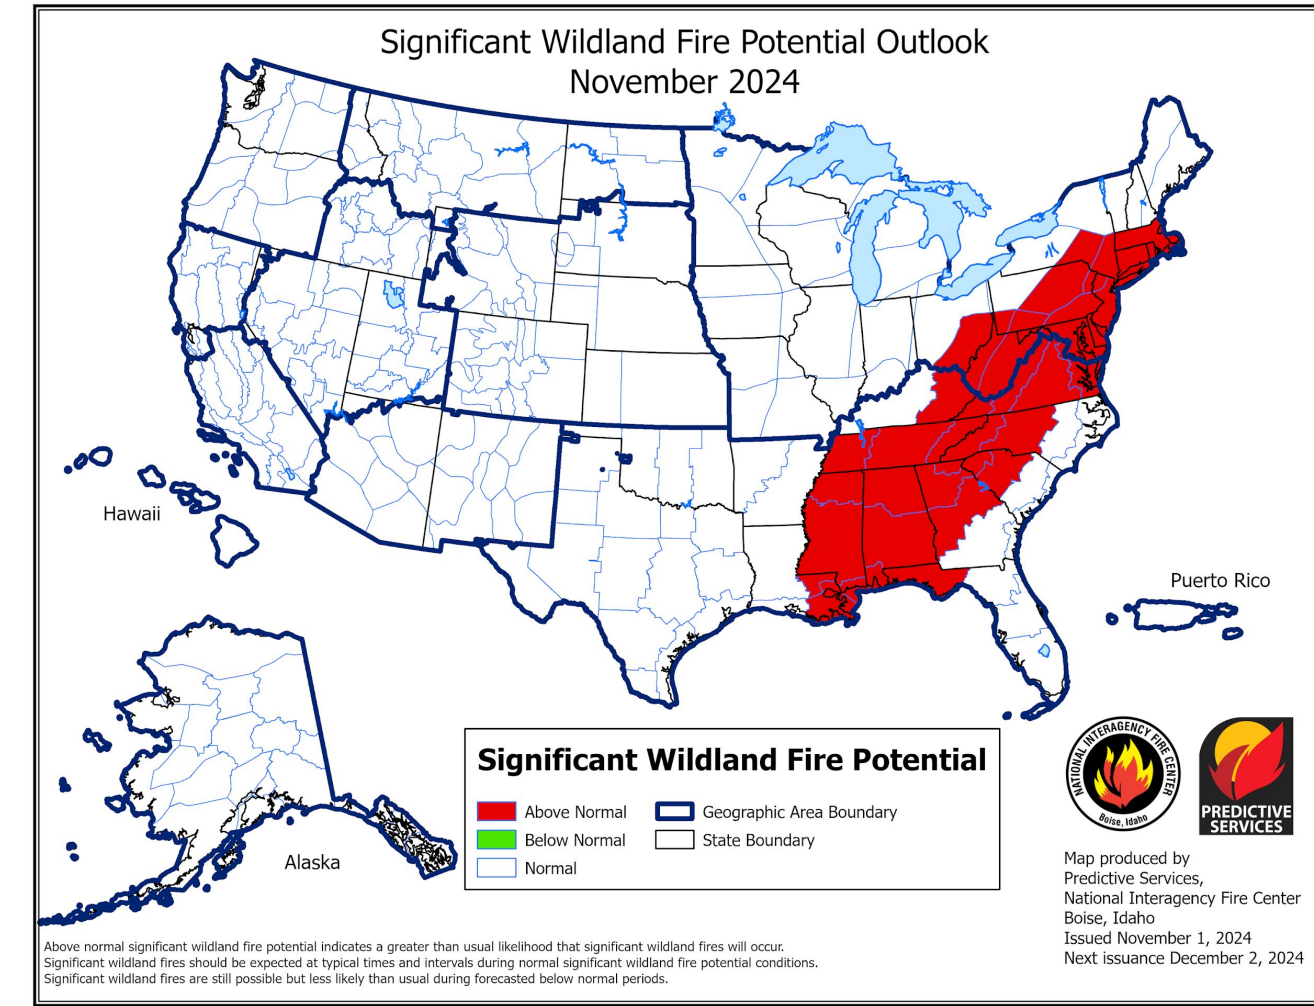 Significant Wildland Fire Potential Outlook
November 2024
Hawaii
Puerto Rico
Alaska
Significant Wildland Fire Potential
Above Normal
Geographic Area Boundary
Below Normal
State Boundary
Normal
NATIONAL INTERAGENCY FIRE CENTER
Boise, Idaho
PREDICTIVE
SERVICES
Map produced by
Predictive Services,
National Interagency Fire Center
Boise, Idaho
Issued November 1, 2024
Next issuance December 2, 2024
Above normal significant wildland fire potential indicates a greater than usual likelihood that significant wildland fires will occur.
Significant wildland fires should be expected at typical times and intervals during normal significant wildland fire potential conditions.
Significant wildland fires are still possible but less likely than usual during forecasted below normal periods.